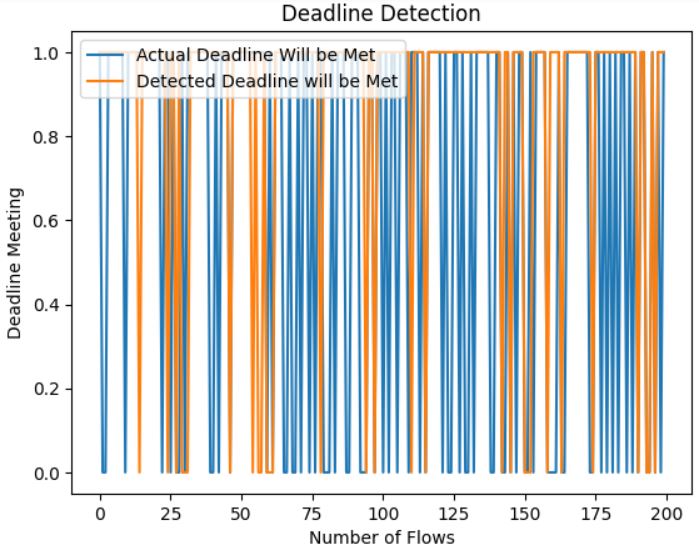 Deadline Detection
Actual Deadline Will be Met
Detected Deadline will be Met
Deadline Meeting
1.0
0.8
0.6
0.4
0.2
0.0
0 25 50 75 100 125 150 175 200
Number of Flows